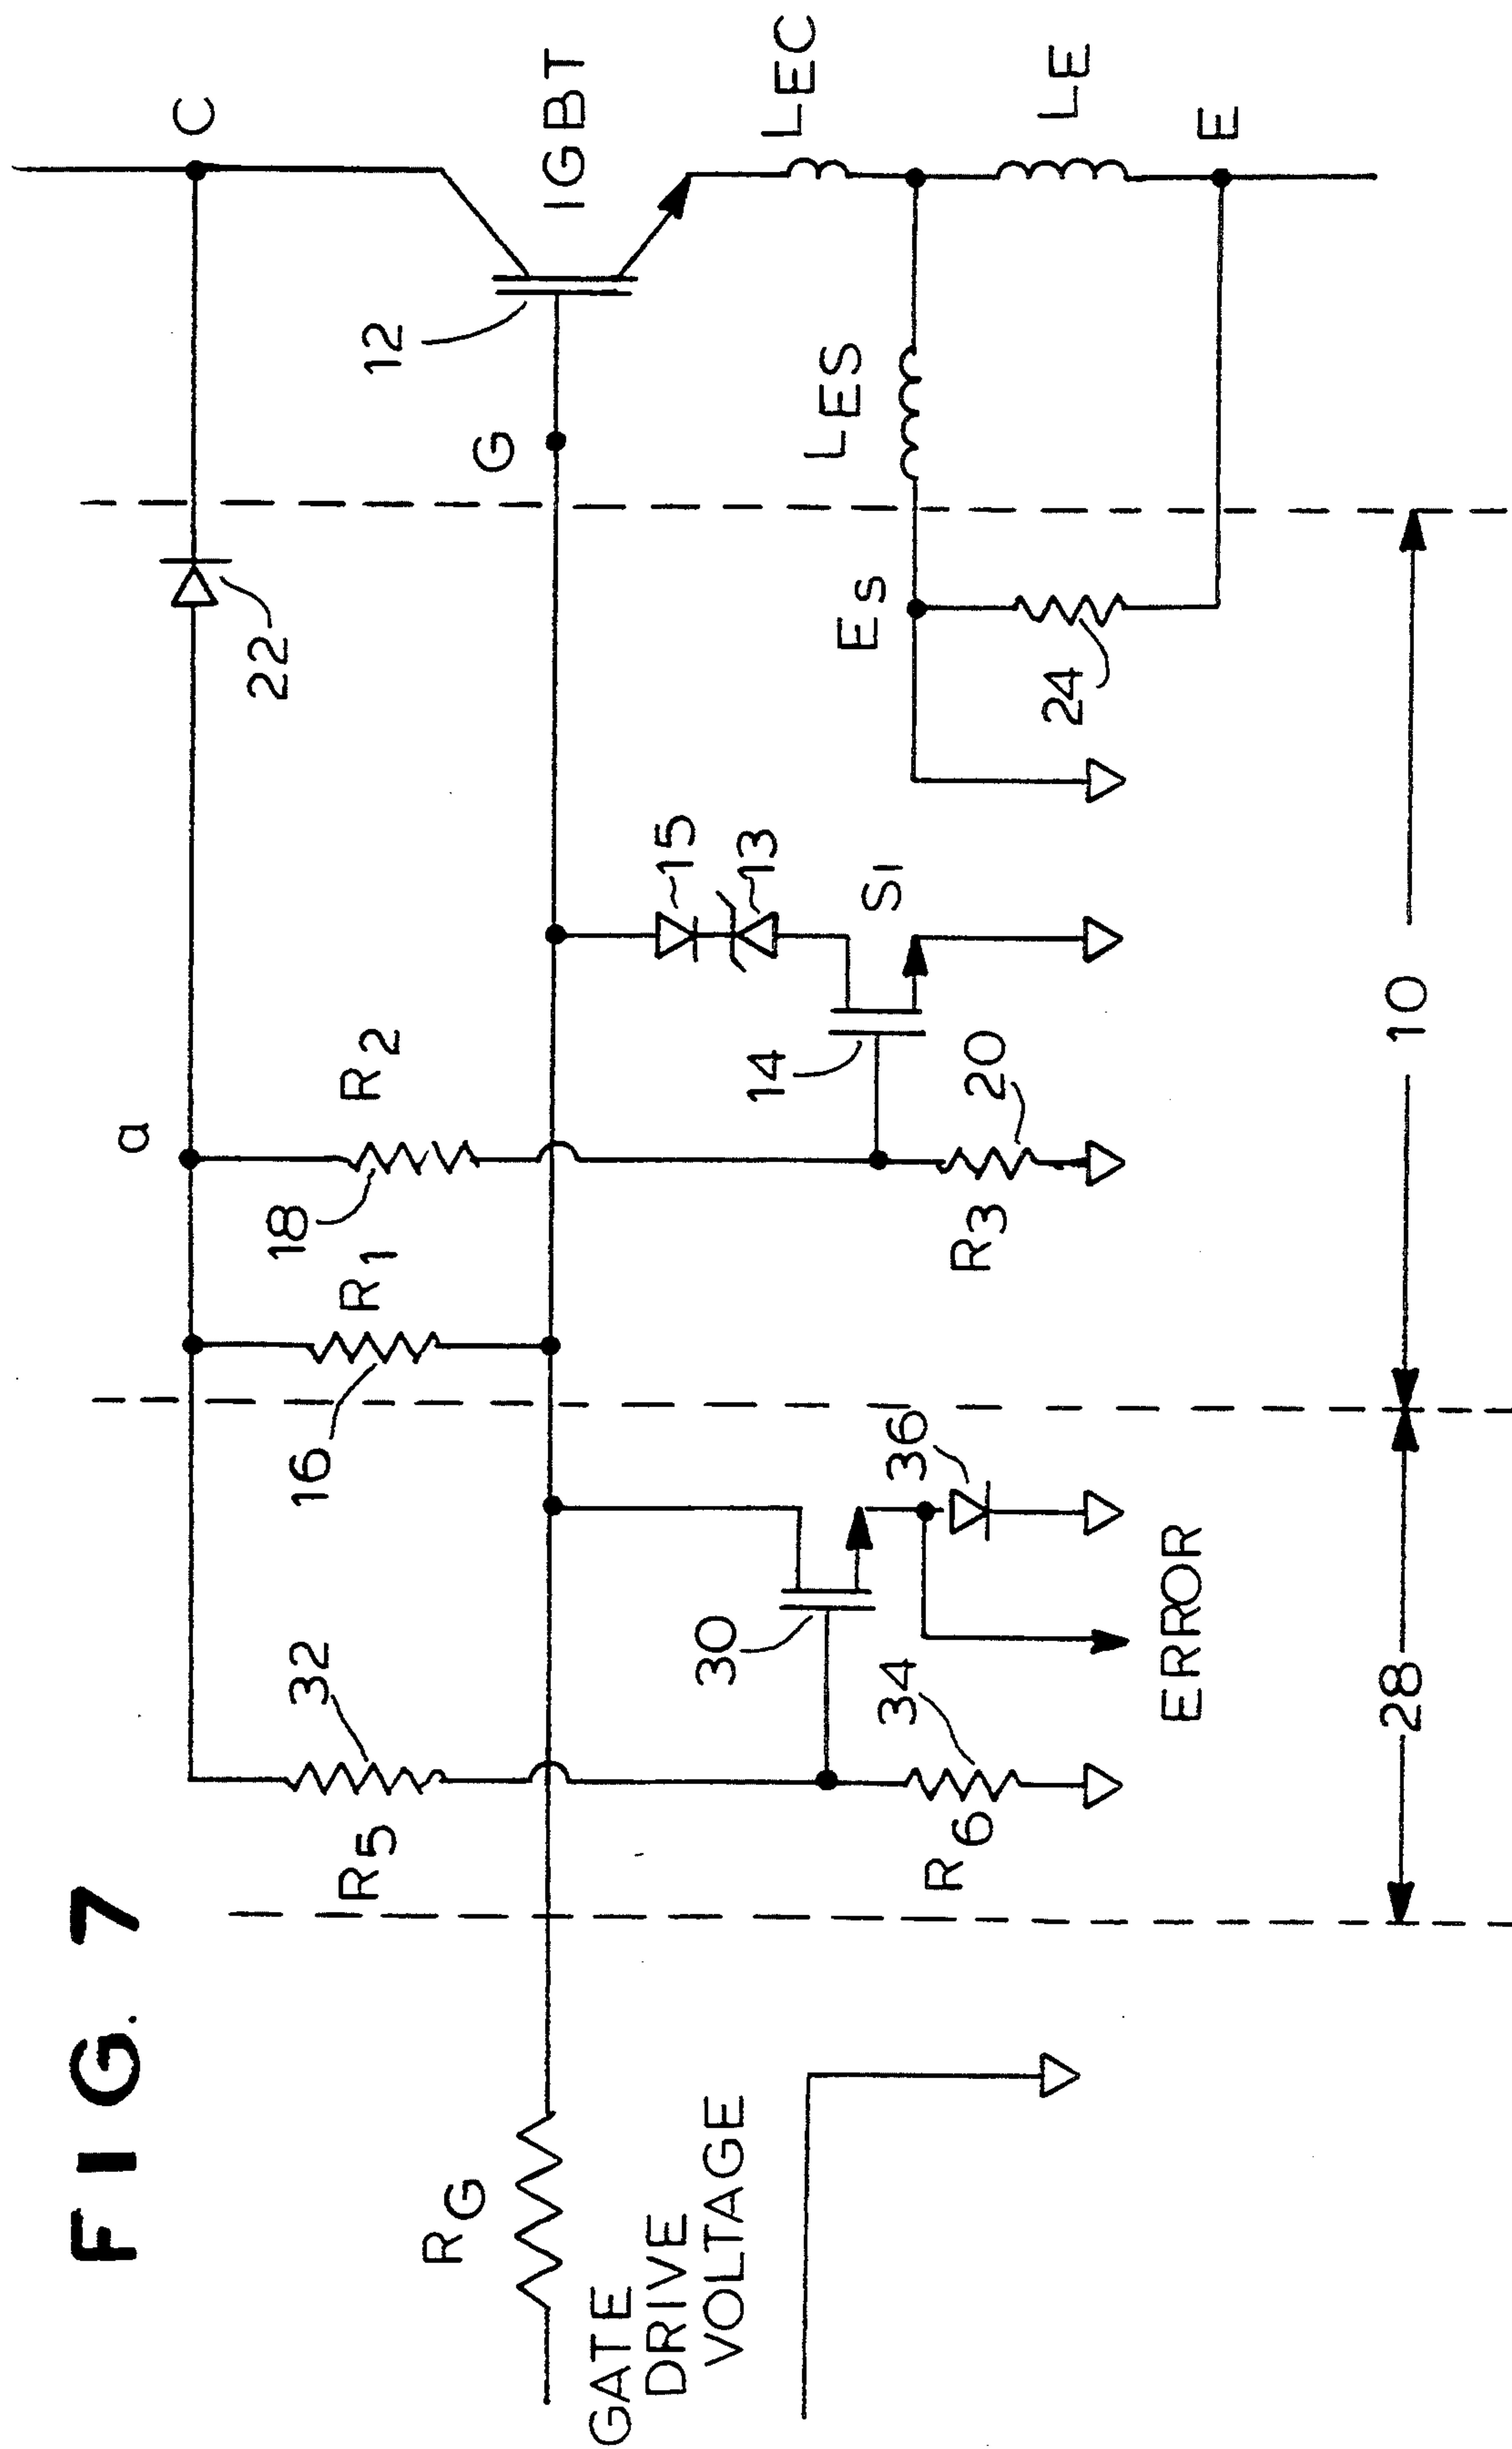 FIG. 7
C
a
22
IGBT
12
G
LEC
LE
E
LES
ES
24
15
13
S1
14
R2
18
R1
16
R3
20
32
R5
30
34
R6
36
ERROR
RG
GATE
DRIVE
VOLTAGE
28
10